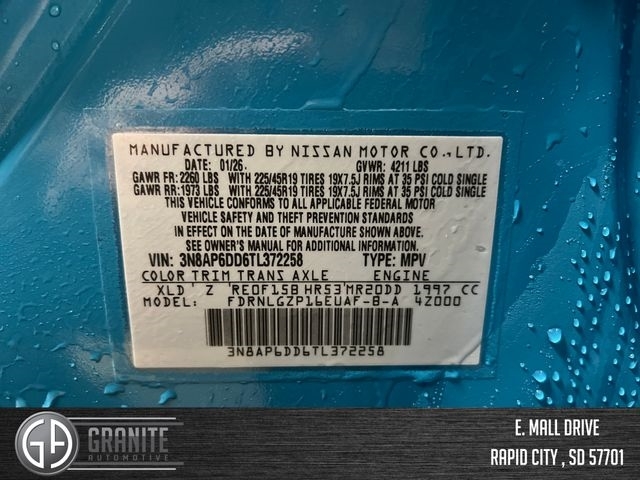 MANUFACTURED BY NISSAN MOTOR CO., LTD.
DATE: 01/26 GVWR: 4211 LBS
GAWR FR: 2260 LBS WITH 225/45R19 TIRES 19X7.5J RIMS AT 35 PSI COLD SINGLE
GAWR RR: 1973 LBS WITH 225/45R19 TIRES 19X7.5J RIMS AT 35 PSI COLD SINGLE
THIS VEHICLE CONFORMS TO ALL APPLICABLE FEDERAL MOTOR
VEHICLE SAFETY AND THEFT PREVENTION STANDARDS
IN EFFECT ON THE DATE OF MANUFACTURE SHOWN ABOVE.
SEE OWNER'S MANUAL FOR ADDITIONAL INFORMATION.
VIN: 3N8AP6DD6TL372258 TYPE: MPV
COLOR TRIM TRANS AXLE ENGINE
XLD ' Z 'RE0F15B HR53'MR20DD 1997 CC
MODEL: FDRNLGZP16EUAF-B-A 4Z000
3N8AP6DD6TL372258
GA GRANITE
AUTOMOTIVE
E. MALL DRIVE
RAPID CITY , SD 57701